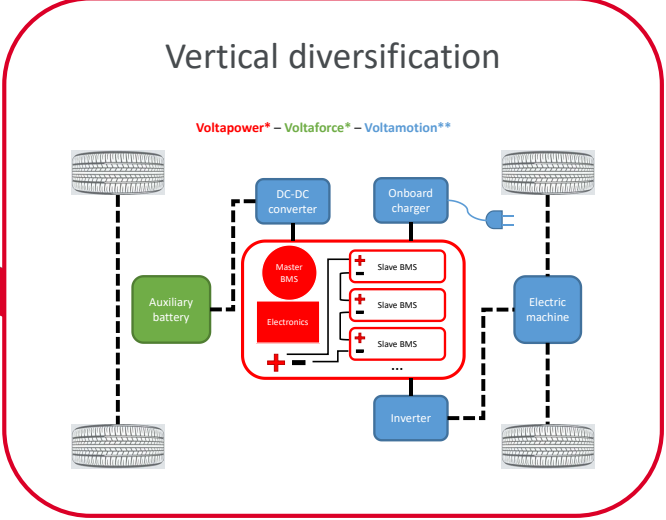 Vertical diversification
Voltapower* – Voltaforce* – Voltamotion**
DC-DC
converter
Onboard
charger
Master
BMS
+
Slave BMS
-
Auxiliary
battery
Electronics
+
Slave BMS
-
Electric
machine
+
Slave BMS
-
+ -
...
Inverter